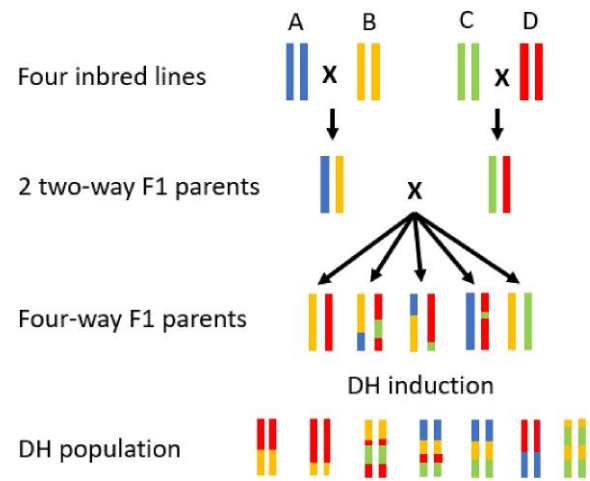 A B C D
Four inbred lines X X
2 two-way F1 parents X
Four-way F1 parents
DH induction
DH population